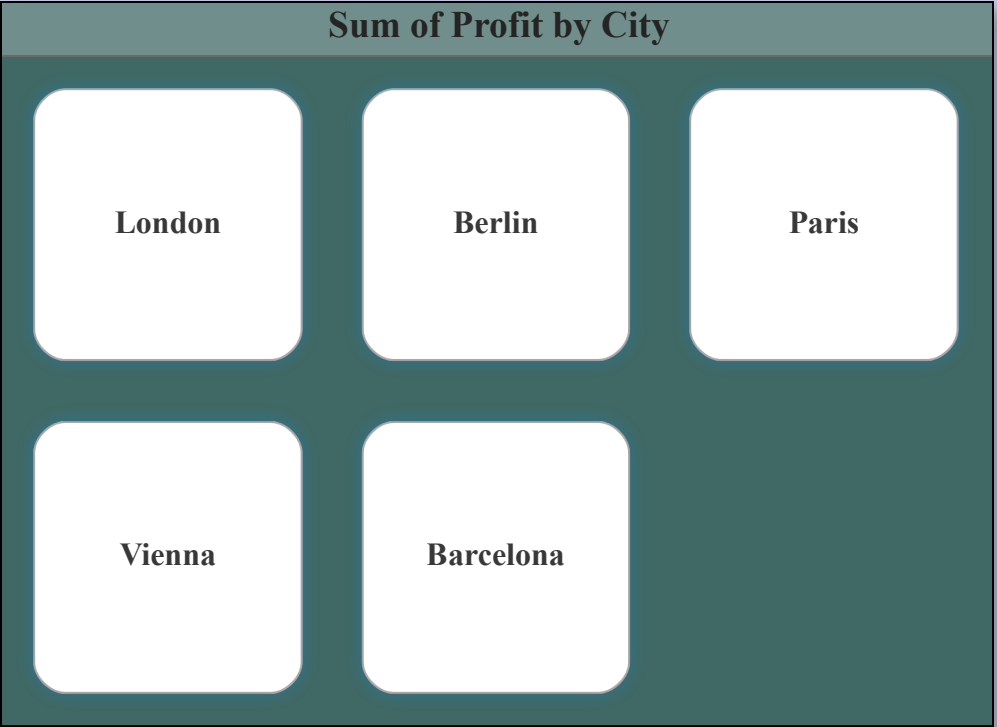 Sum of Profit by City
London
Berlin
Paris
Vienna
Barcelona